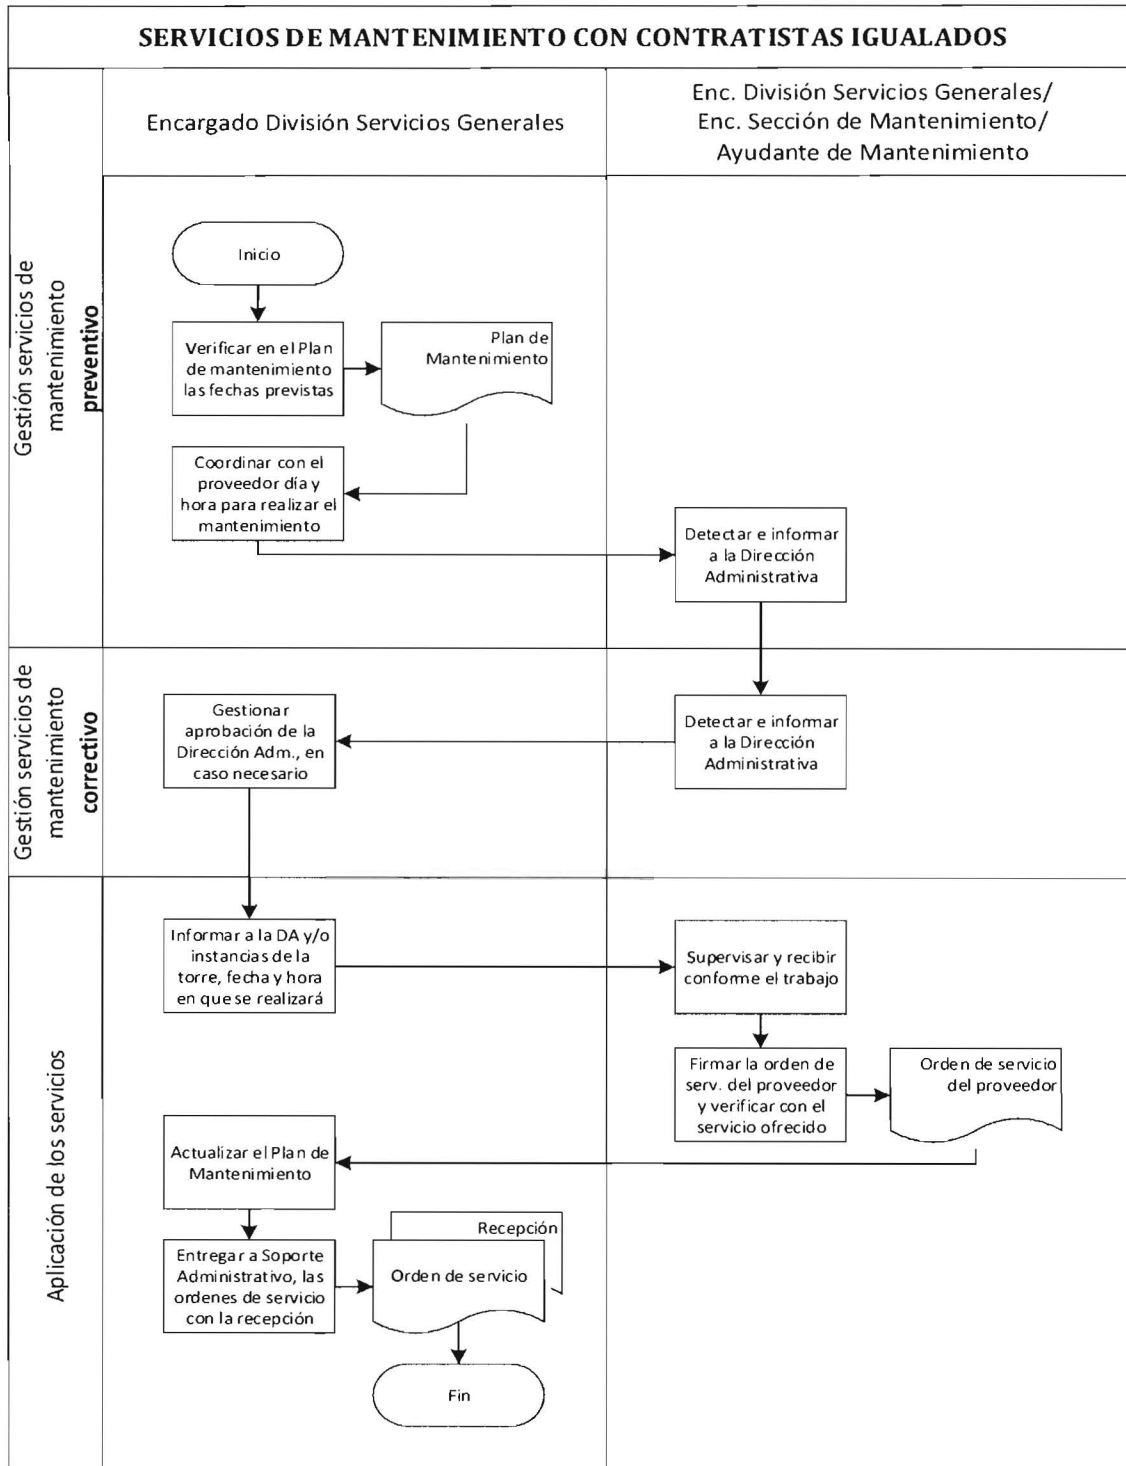 SERVICIOS DE MANTENIMIENTO CON CONTRATISTAS IGUALADOS
Encargado División Servicios Generales
Enc. División Servicios Generales/
Enc. Sección de Mantenimiento/
Ayudante de Mantenimiento
Gestión servicios de
mantenimiento
preventivo
Inicio
Verificar en el Plan
de mantenimiento
las fechas previstas
Plan de
Mantenimiento
Coordinar con el
proveedor día y
hora para realizar el
mantenimiento
Detectar e informar
a la Dirección
Administrativa
Gestión servicios de
mantenimiento
correctivo
Gestionar
aprobación de la
Dirección Adm., en
caso necesario
Detectar e informar
a la Dirección
Administrativa
Aplicación de los servicios
Informar a la DA y/o
instancias de la
torre, fecha y hora
en que se realizará
Supervisar y recibir
conforme el trabajo
Firmar la orden de
serv. del proveedor
y verificar con el
servicio ofrecido
Orden de servicio
del proveedor
Actualizar el Plan de
Mantenimiento
Entregar a Soporte
Administrativo, las
ordenes de servicio
con la recepción
Recepción
Orden de servicio
Fin